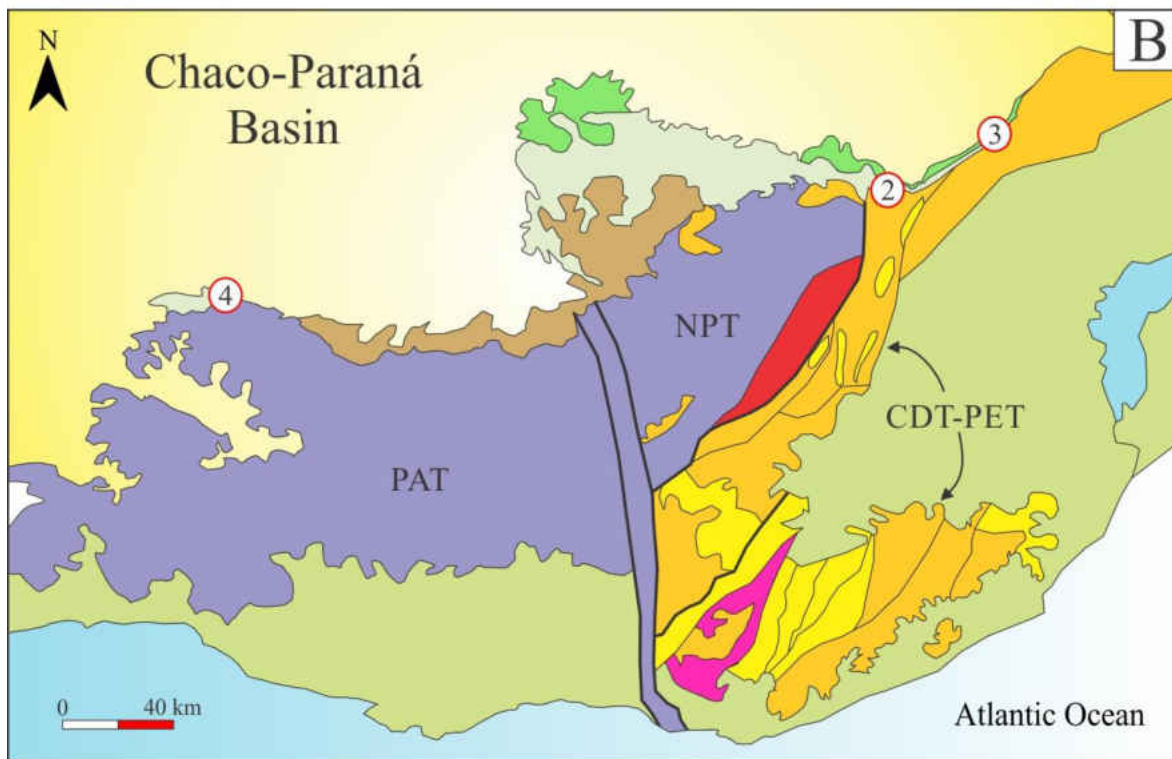 B
N
Chaco-Paraná
Basin
3
2
4
NPT
CDT-PET
PAT
0 40 km
Atlantic Ocean